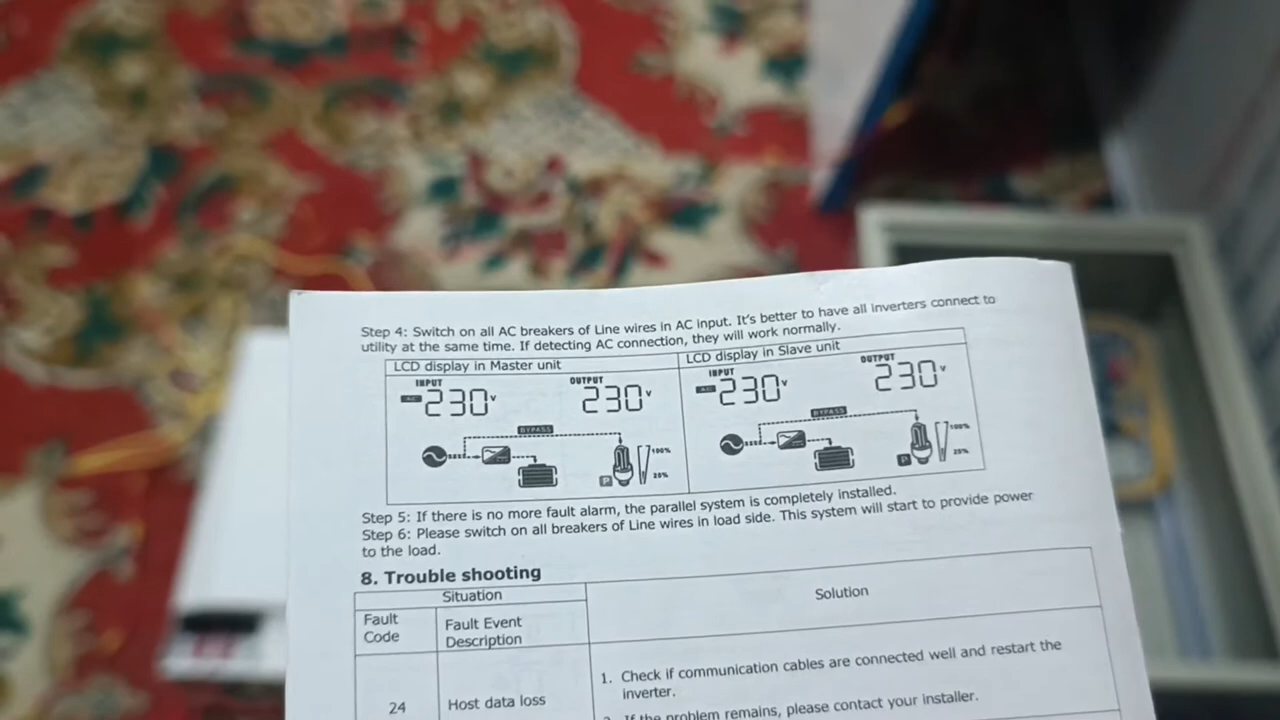 Step 4: Switch on all AC breakers of Line wires in AC input. It's better to have all inverters connect to
utility at the same time. If detecting AC connection, they will work normally.
LCD display in Master unit
LCD display in Slave unit
INPUT
AC 230v
OUTPUT
230v
BYPASS
100%
25%
P
INPUT
AC 230v
OUTPUT
230v
BYPASS
100%
25%
P
Step 5: If there is no more fault alarm, the parallel system is completely installed.
Step 6: Please switch on all breakers of Line wires in load side. This system will start to provide power
to the load.
8. Trouble shooting
Situation
Solution
Fault
Code
Fault Event
Description
24
Host data loss
1. Check if communication cables are connected well and restart the
inverter.
2. If the problem remains, please contact your installer.